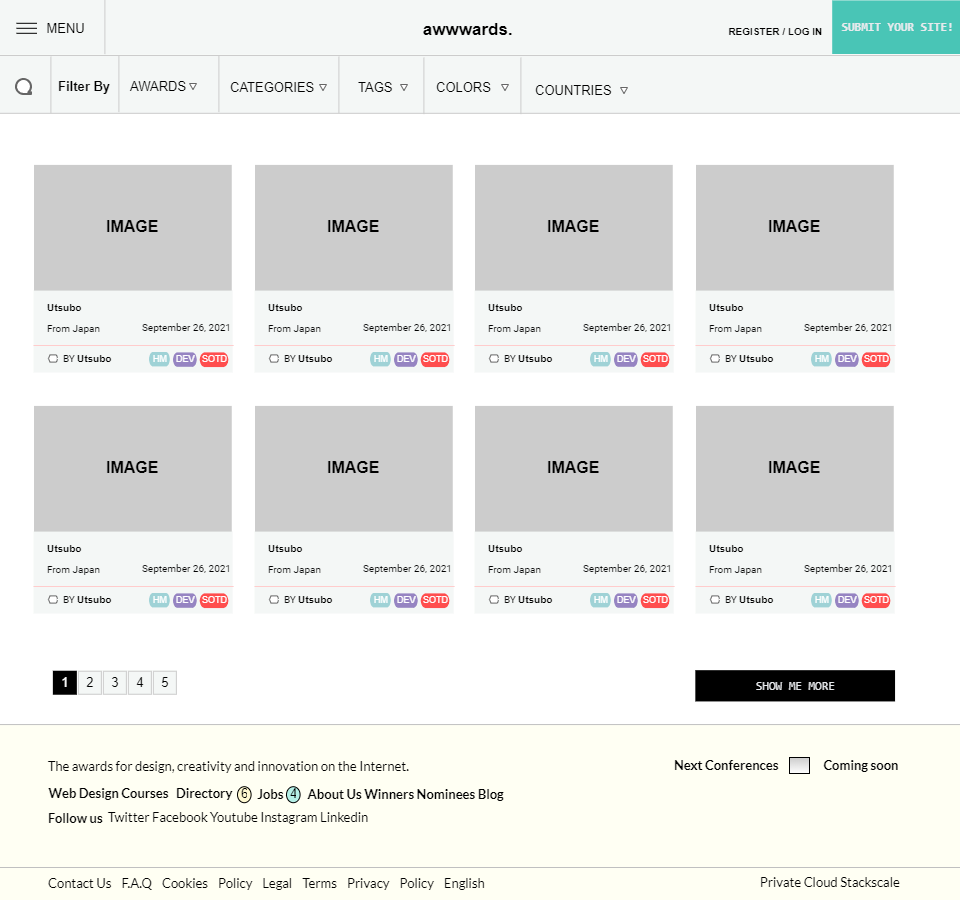 MENU
awwwards.
REGISTER / LOG IN
SUBMIT YOUR SITE!
Filter By
AWARDS
CATEGORIES
TAGS
COLORS
COUNTRIES
IMAGE IMAGE IMAGE IMAGE
Utsubo Utsubo Utsubo Utsubo
From Japan September 26, 2021 From Japan September 26, 2021 From Japan September 26, 2021 From Japan September 26, 2021
BY Utsubo HM DEV SOTD BY Utsubo HM DEV SOTD BY Utsubo HM DEV SOTD BY Utsubo HM DEV SOTD
IMAGE IMAGE IMAGE IMAGE
Utsubo Utsubo Utsubo Utsubo
From Japan September 26, 2021 From Japan September 26, 2021 From Japan September 26, 2021 From Japan September 26, 2021
BY Utsubo HM DEV SOTD BY Utsubo HM DEV SOTD BY Utsubo HM DEV SOTD BY Utsubo HM DEV SOTD
1 2 3 4 5
SHOW ME MORE
The awards for design, creativity and innovation on the Internet.
Next Conferences Coming soon
Web Design Courses Directory 6 Jobs 4 About Us Winners Nominees Blog
Follow us Twitter Facebook Youtube Instagram Linkedin
Contact Us F.A.Q Cookies Policy Legal Terms Privacy Policy English
Private Cloud Stackscale